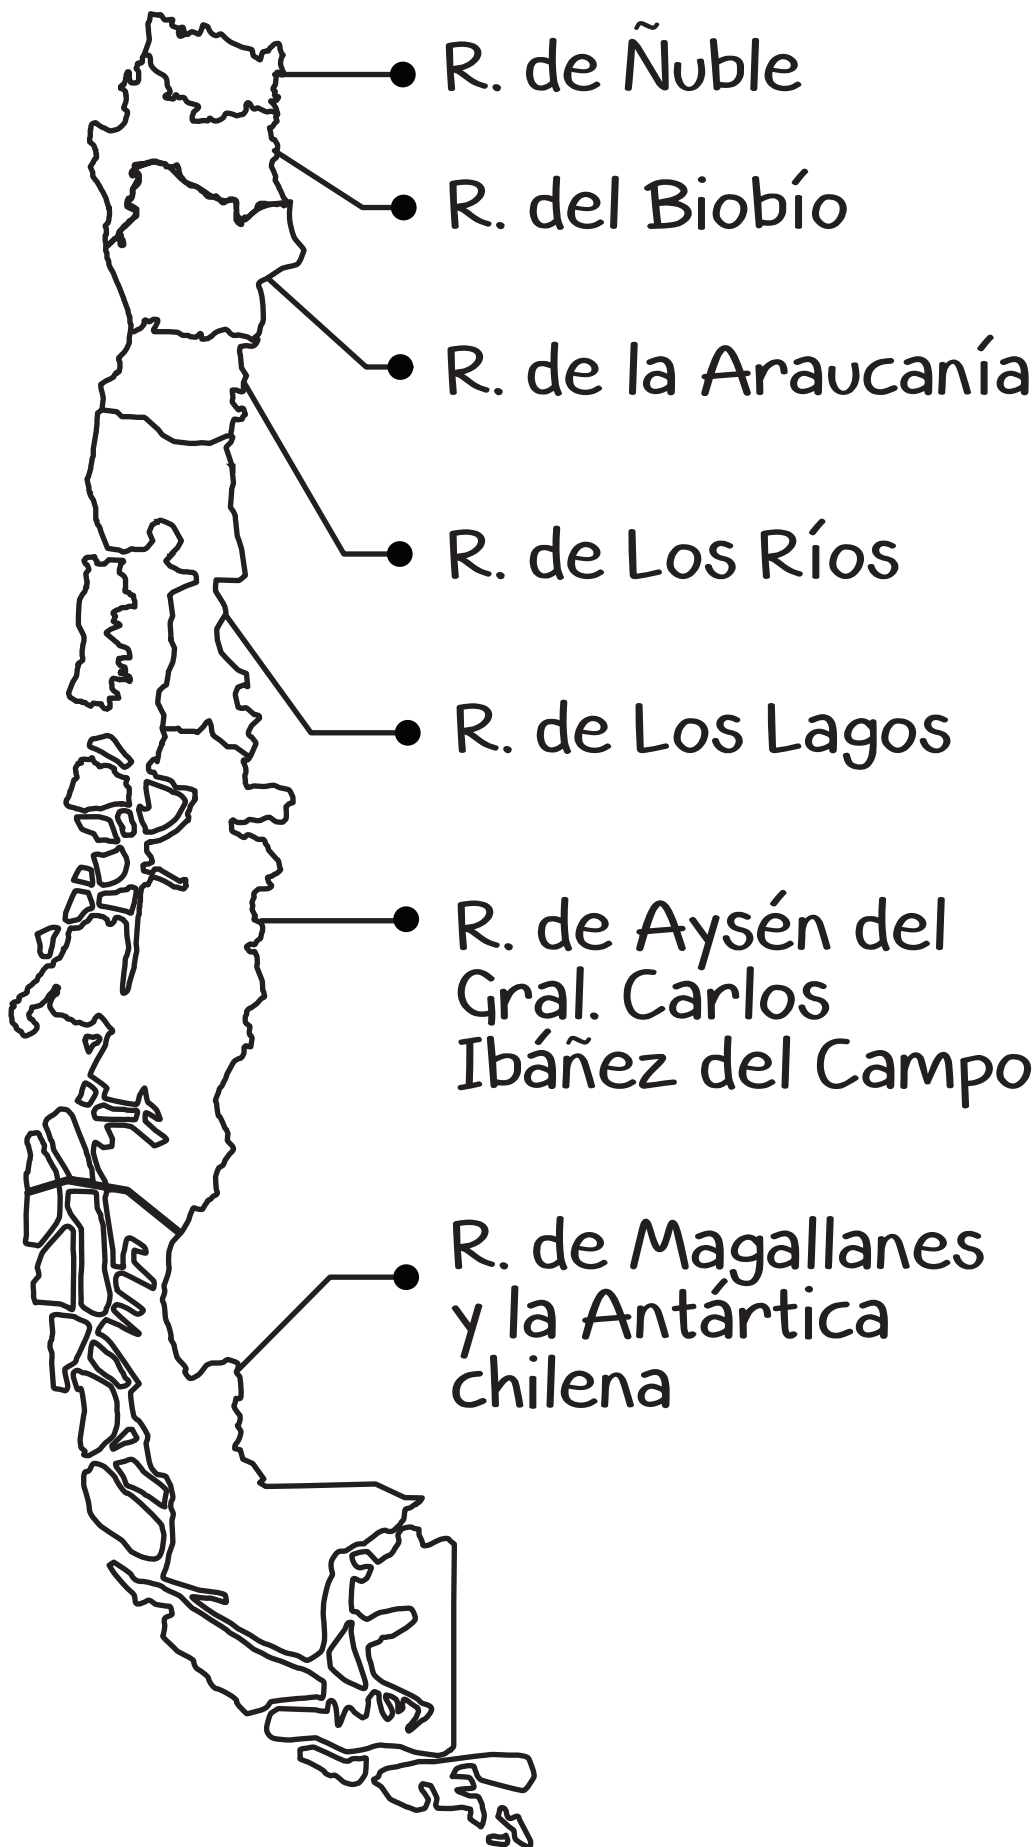 R. de Ñuble
R. del Biobío
R. de la Araucanía
R. de Los Ríos
R. de Los Lagos
R. de Aysén del
Gral. Carlos
Ibáñez del Campo
R. de Magallanes
y la Antártica
chilena